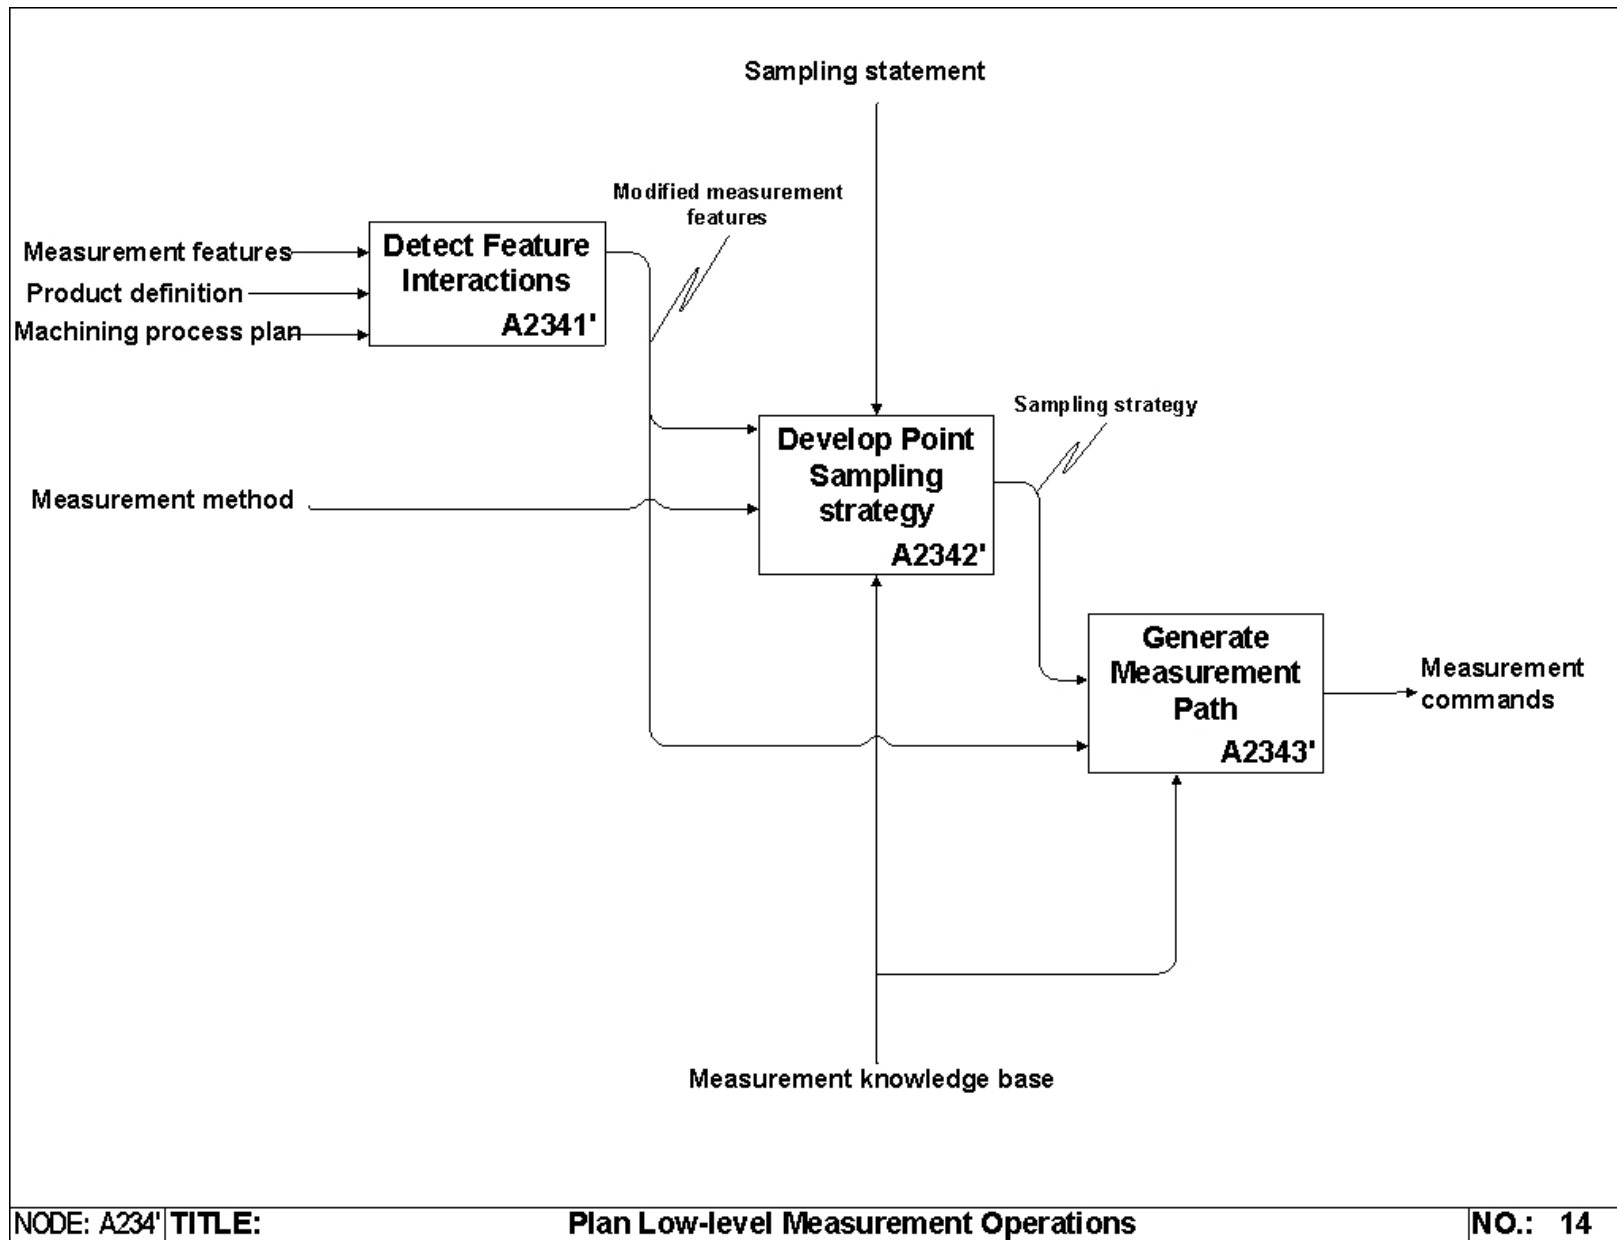 Sampling statement
Modified measurement
features
Measurement features
Product definition
Machining process plan
Detect Feature
Interactions
A2341'
Measurement method
Develop Point
Sampling
strategy
A2342'
Sampling strategy
Generate
Measurement
Path
A2343'
Measurement
commands
Measurement knowledge base
NODE: A234' TITLE: Plan Low-level Measurement Operations NO.: 14